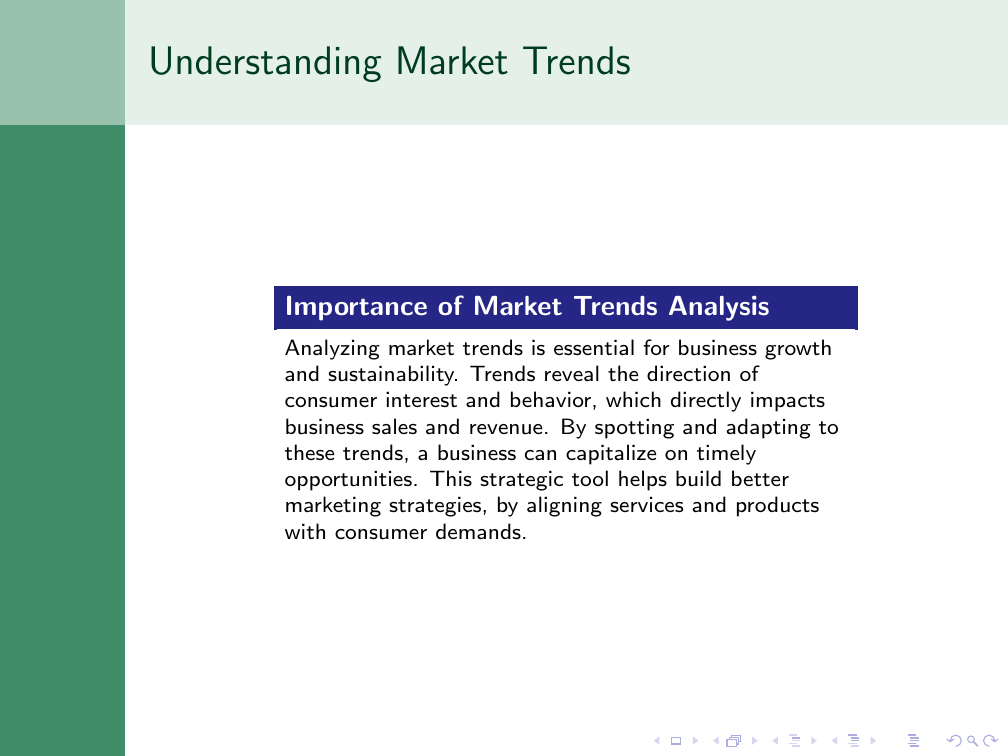 Understanding Market Trends
Importance of Market Trends Analysis
Analyzing market trends is essential for business growth
and sustainability. Trends reveal the direction of
consumer interest and behavior, which directly impacts
business sales and revenue. By spotting and adapting to
these trends, a business can capitalize on timely
opportunities. This strategic tool helps build better
marketing strategies, by aligning services and products
with consumer demands.